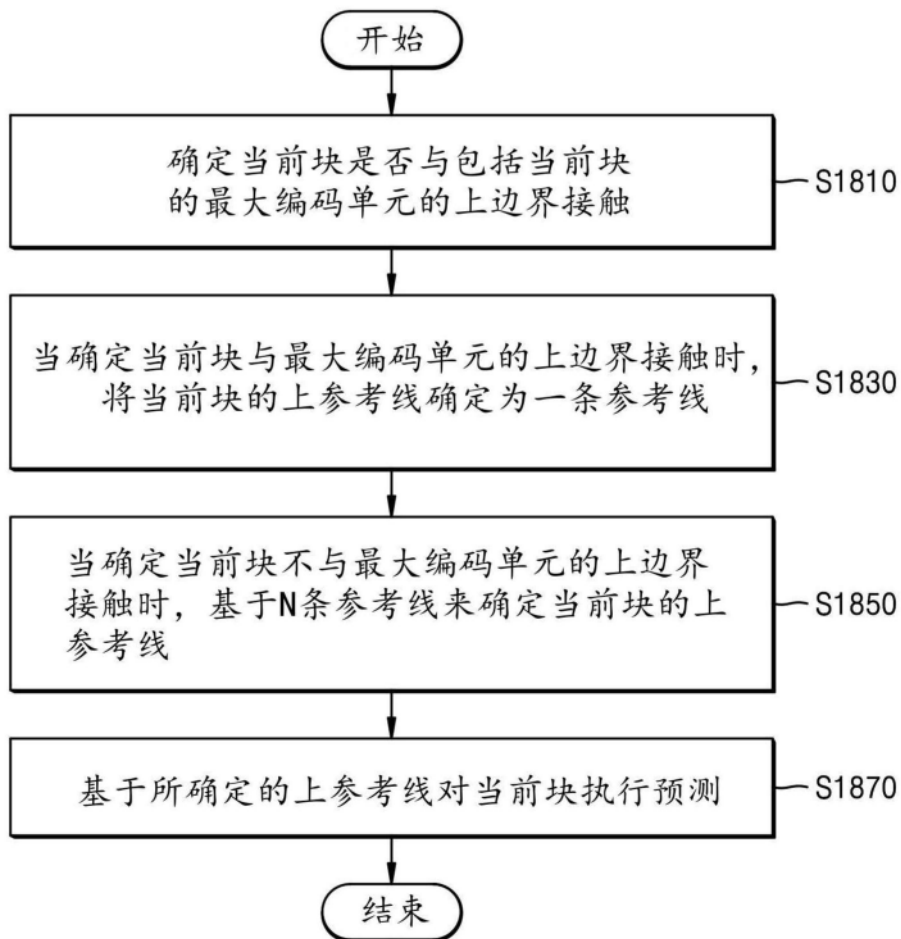 开始
确定当前块是否与包括当前块
的最大编码单元的上边界接触
S1810
当确定当前块与最大编码单元的上边界接触时，
将当前块的上参考线确定为一条参考线
S1830
当确定当前块不与最大编码单元的上边界
接触时，基于N条参考线来确定当前块的上
参考线
S1850
基于所确定的上参考线对当前块执行预测
S1870
结束